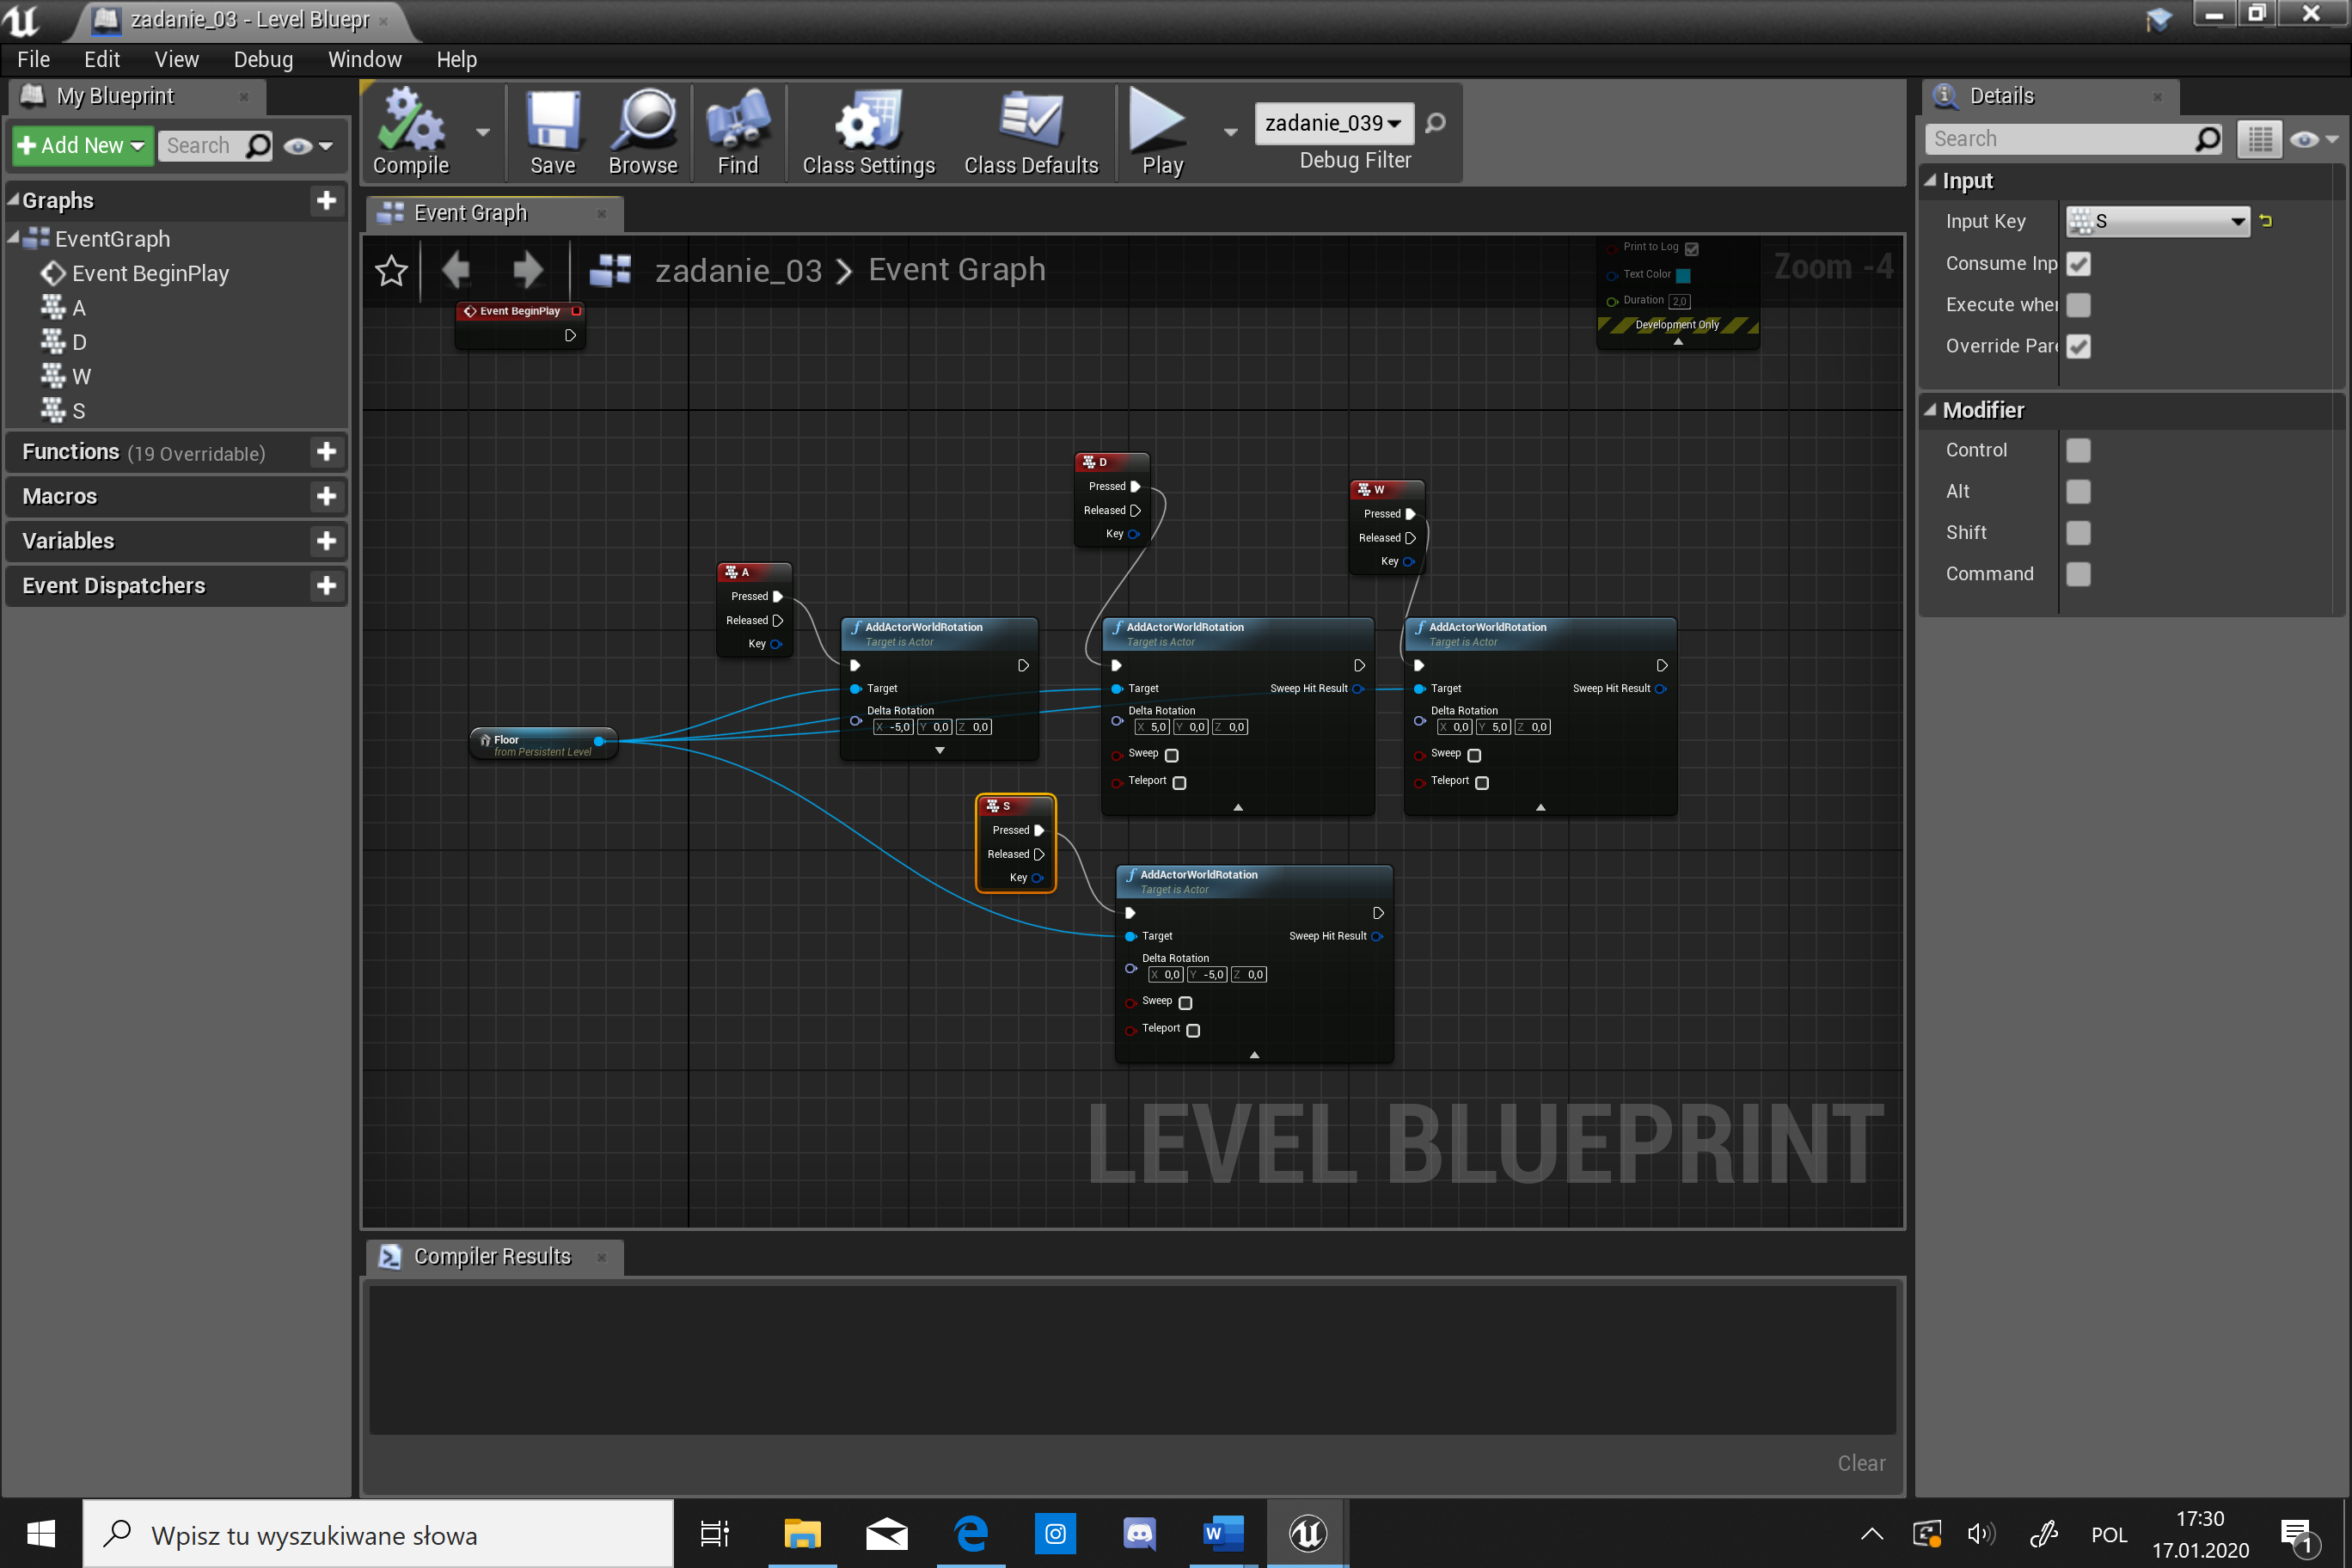 zadanie_03 - Level Bluepr
File Edit View Debug Window Help
My Blueprint
Add New
Search
Graphs
EventGraph
Event BeginPlay
A
D
W
S
Functions (19 Overridable)
Macros
Variables
Event Dispatchers
Compile
Save
Browse
Find
Class Settings
Class Defaults
Play
zadanie_039
Debug Filter
Event Graph
zadanie_03 > Event Graph
Zoom -4
Print to Log
Text Color
Duration 2,0
Development Only
Event BeginPlay
D
Pressed
Released
Key
W
Pressed
Released
Key
A
Pressed
Released
Key
AddActorWorldRotation
Target is Actor
Target
Delta Rotation
X -5,0 Y 0,0 Z 0,0
AddActorWorldRotation
Target is Actor
Target Sweep Hit Result
Delta Rotation
X 5,0 Y 0,0 Z 0,0
Sweep
Teleport
AddActorWorldRotation
Target is Actor
Target Sweep Hit Result
Delta Rotation
X 0,0 Y 5,0 Z 0,0
Sweep
Teleport
Floor
from Persistent Level
S
Pressed
Released
Key
AddActorWorldRotation
Target is Actor
Target Sweep Hit Result
Delta Rotation
X 0,0 Y -5,0 Z 0,0
Sweep
Teleport
LEVEL BLUEPRINT
Compiler Results
Clear
Details
Search
Input
Input Key S
Consume Inp
Execute wher
Override Pare
Modifier
Control
Alt
Shift
Command
Wpisz tu wyszukiwane słowa
POL
17:30
17.01.2020
1